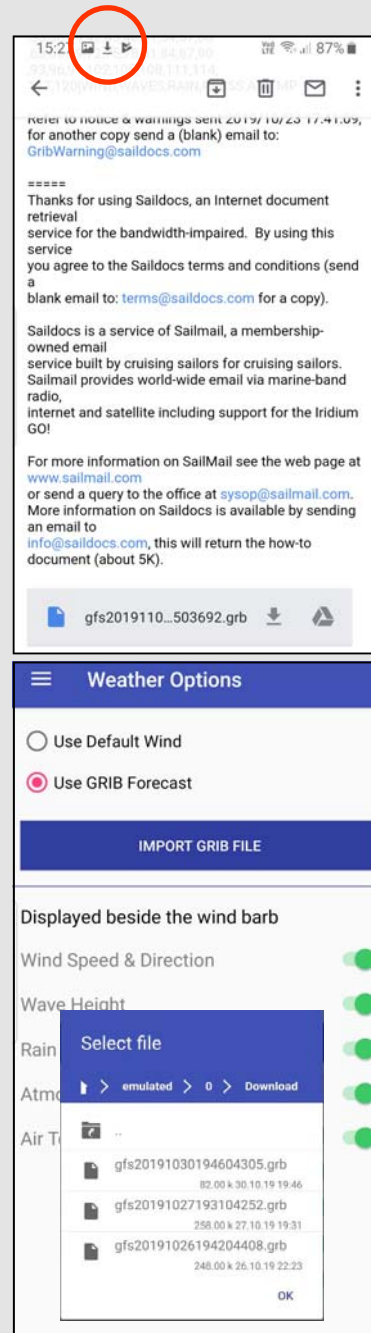 15:2
87%
Refer to notice & warnings sent 2019/10/23 17:41:09,
for another copy send a (blank) email to:
GribWarning@saildocs.com
=====
Thanks for using Saildocs, an Internet document
retrieval
service for the bandwidth-impaired. By using this
service
you agree to the Saildocs terms and conditions (send
a
blank email to: terms@saildocs.com for a copy).
Saildocs is a service of Sailmail, a membership-
owned email
service built by cruising sailors for cruising sailors.
Sailmail provides world-wide email via marine-band
radio,
internet and satellite including support for the Iridium
GO!
For more information on SailMail see the web page at
www.sailmail.com
or send a query to the office at sysop@sailmail.com.
More information on Saildocs is available by sending
an email to
info@saildocs.com, this will return the how-to
document (about 5K).
gfs2019110...503692.grb
Weather Options
Use Default Wind
Use GRIB Forecast
IMPORT GRIB FILE
Displayed beside the wind barb
Wind Speed & Direction
Wave Height
Rain
Atmo
Air Te
Select file
> emulated > 0 > Download
..
gfs20191030194604305.grb
82.00 k 30.10.19 19:46
gfs20191027193104252.grb
258.00 k 27.10.19 19:31
gfs20191026194204408.grb
248.00 k 26.10.19 22:23
OK